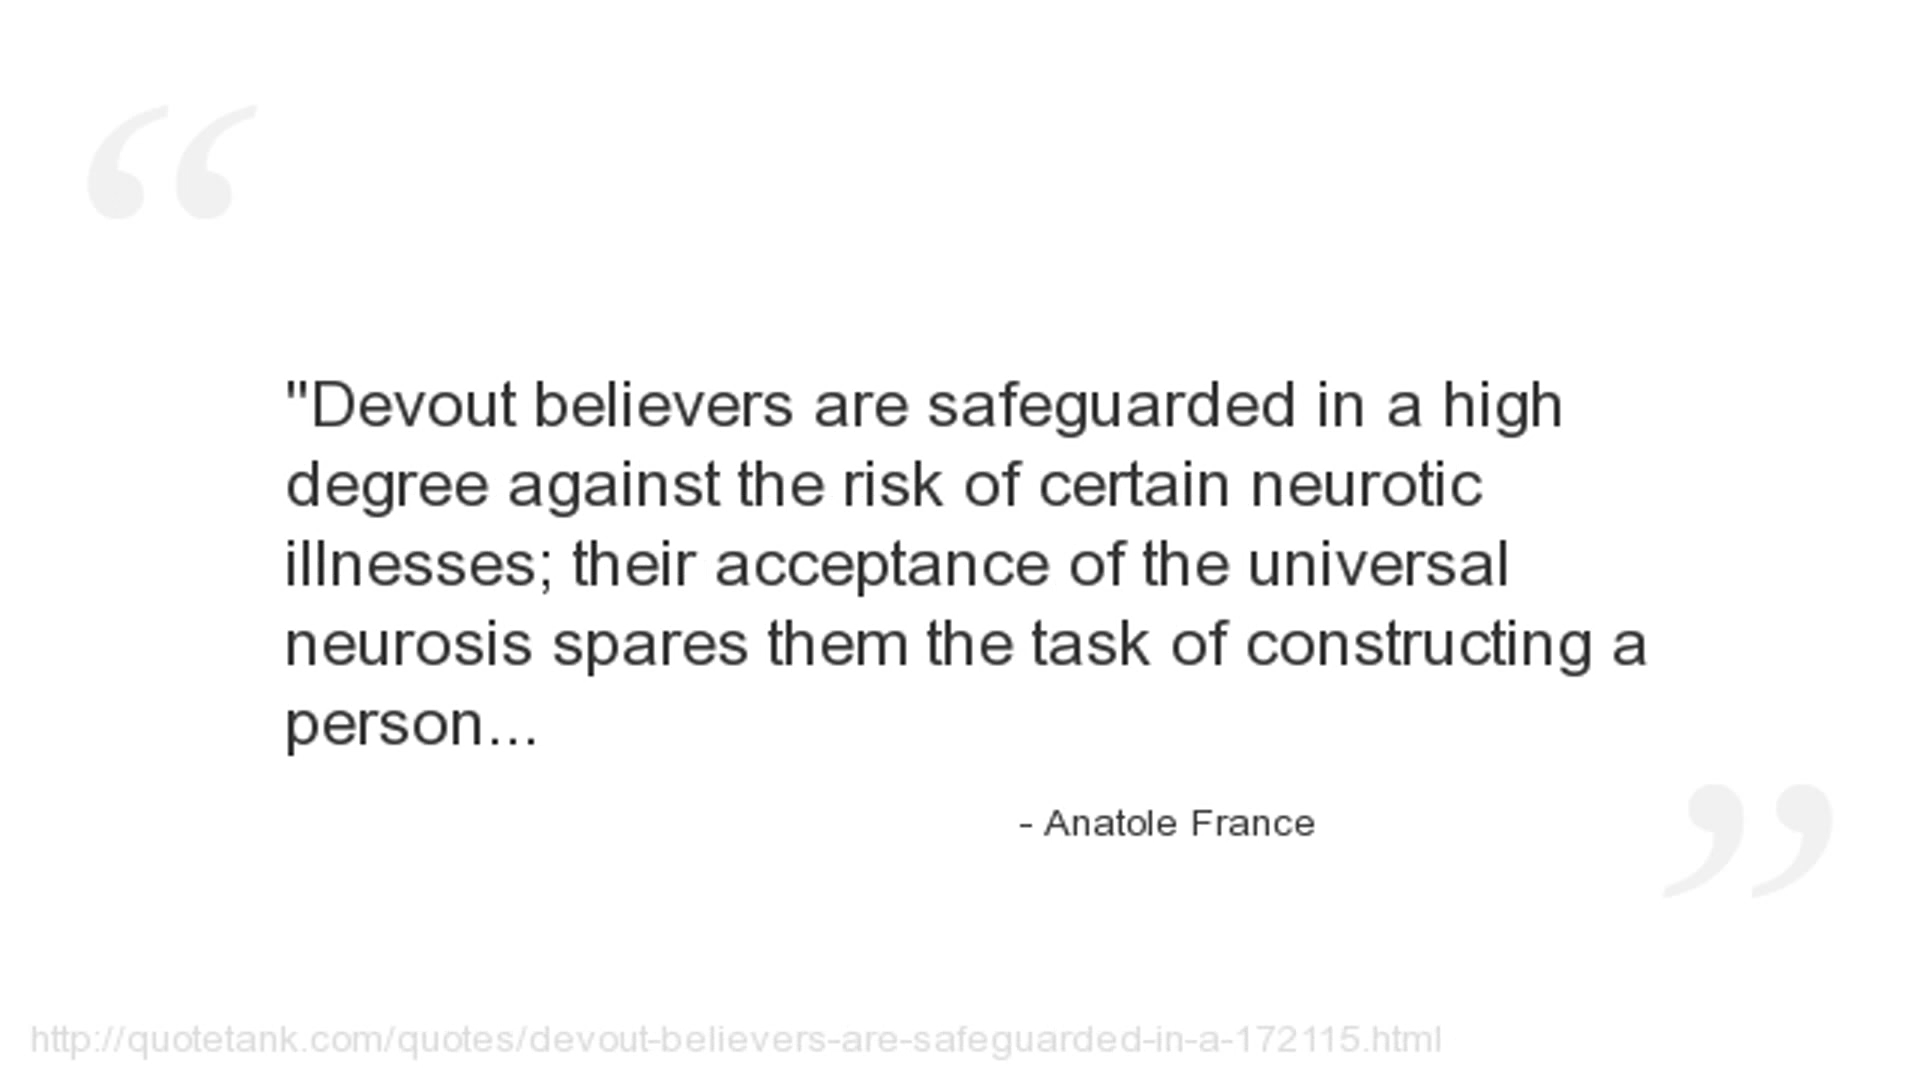 "Devout believers are safeguarded in a high
degree against the risk of certain neurotic
illnesses; their acceptance of the universal
neurosis spares them the task of constructing a
person...
- Anatole France
http://quotetank.com/quotes/devout-believers-are-safeguarded-in-a-172115.html